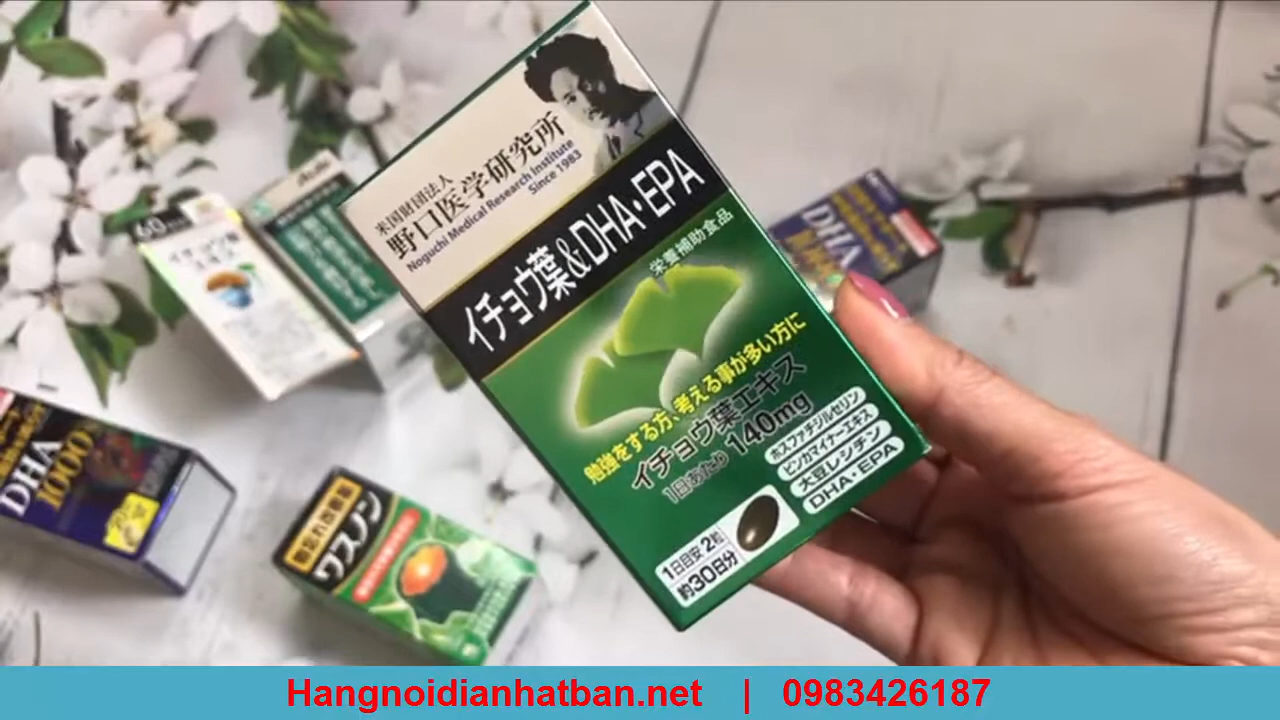 米国財団法人
野口医学研究所
Noguchi Medical Research Institute
Since 1983
イチョウ葉&DHA・EPA
栄養補助食品
勉強をする方、考える事が多い方に
イチョウ葉エキス
1日あたり 140mg
ホスファチジルセリン
ビンカマイナーエキス
大豆レシチン
DHA・EPA
1日目安 2粒
約30日分
60
イチョウ葉
エキス
DHA
1000
ワスノン
DHA
Hangnoidianhatban.net | 0983426187